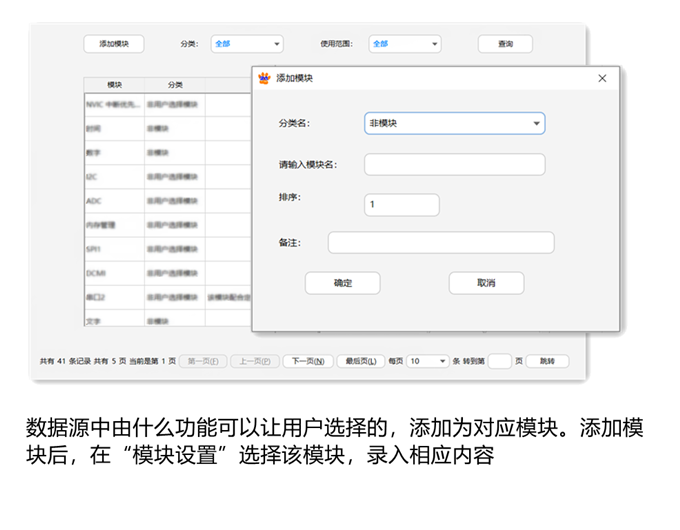 添加模块 分类： 全部 使用范围： 全部 查询
模块 分类
添加模块
分类名： 非模块
请输入模块名：
排序： 1
备注：
确定 取消
NVIC 中断优先... 非用户选择模块
时间 非模块
数字 非模块
I2C 非用户选择模块
ADC 非用户选择模块
内存管理 非用户选择模块
SPI1 非用户选择模块
DCMI 非用户选择模块
串口2 非用户选择模块
文字 非模块
共有 41 条记录 共有 5 页 当前是第 1 页 第一页(F) 上一页(P) 下一页(N) 最后页(L) 每页 10 条 转到第 页 跳转
数据源中由什么功能可以让用户选择的，添加为对应模块。添加模
块后，在“模块设置”选择该模块，录入相应内容